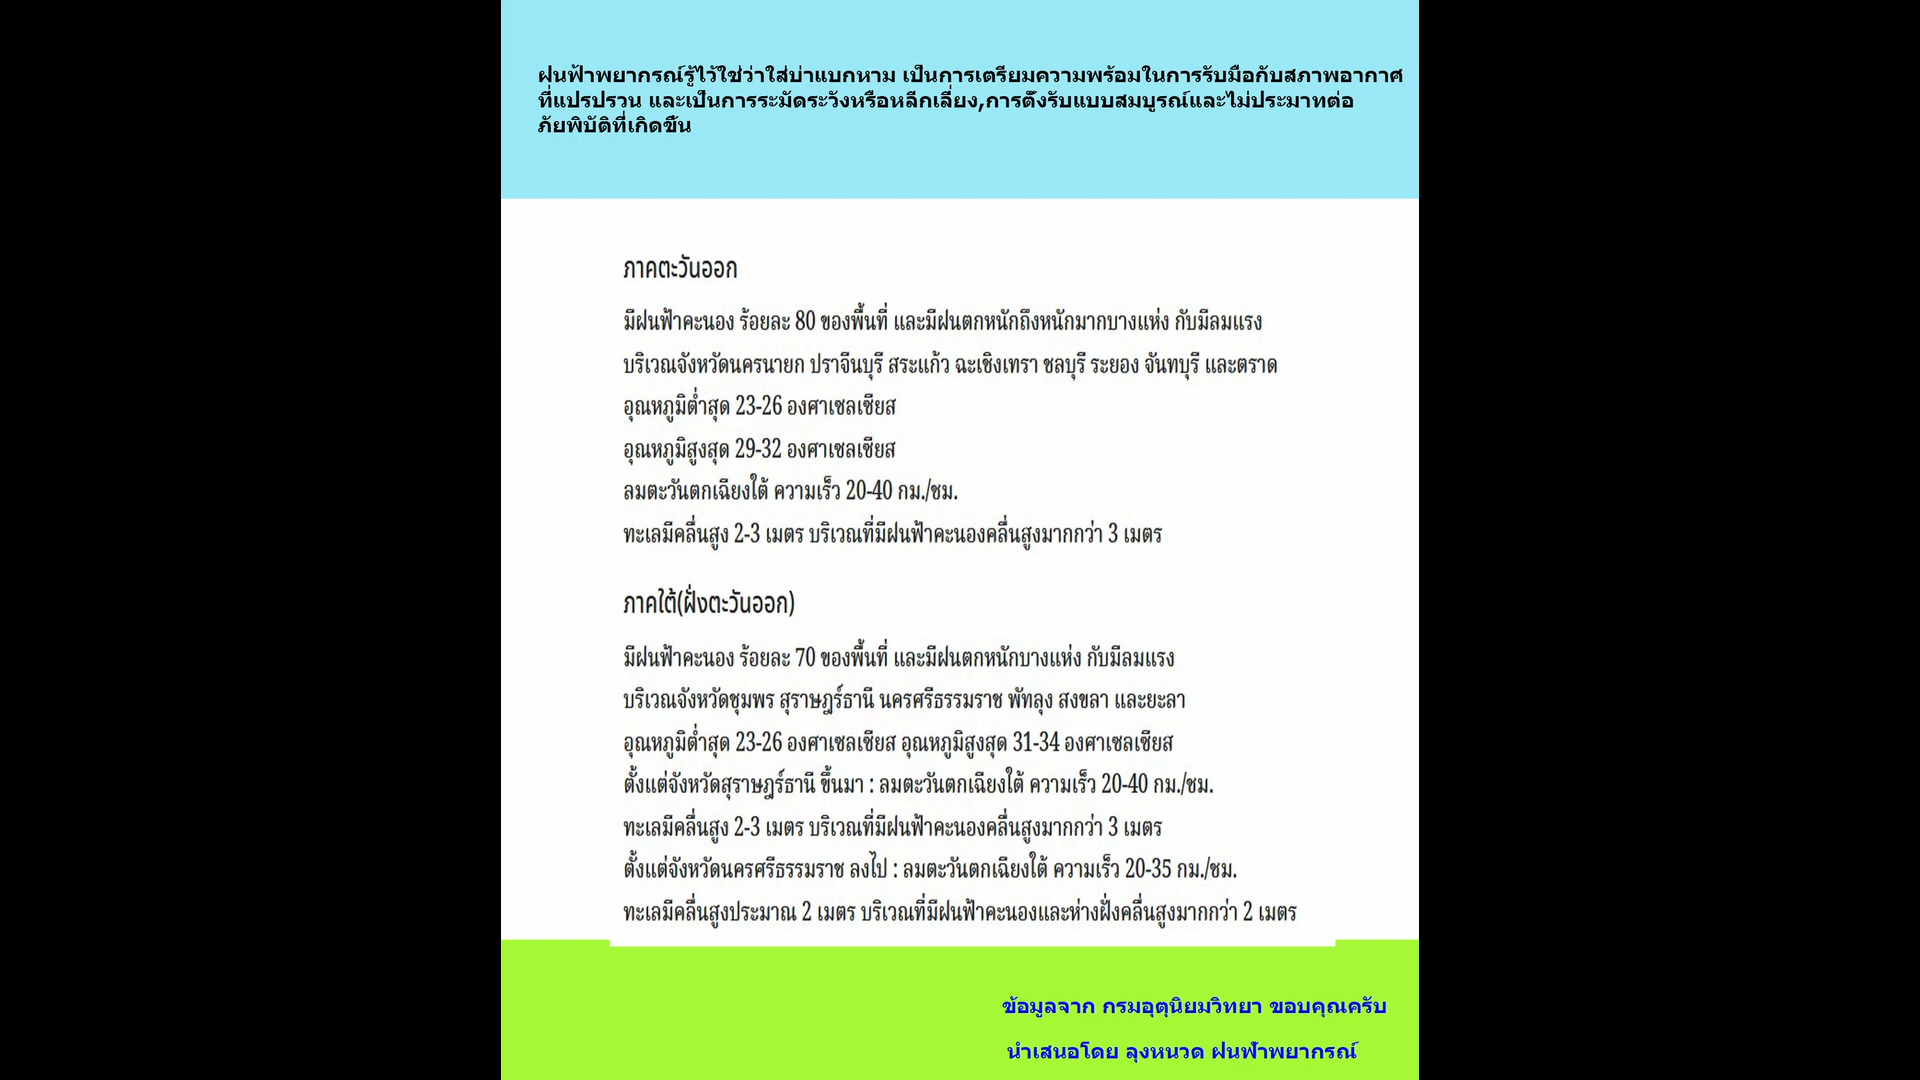 ฝนฟ้าพยากรณ์รู้ไว้ใช่ว่าใส่บ่าแบกหาม เป็นการเตรียมความพร้อมในการรับมือกับสภาพอากาศ
ที่แปรปรวน และเป็นการระมัดระวังหรือหลีกเลี่ยง,การตั้งรับแบบสมบูรณ์และไม่ประมาทต่อ
ภัยพิบัติที่เกิดขึ้น
ภาคตะวันออก
มีฝนฟ้าคะนอง ร้อยละ 80 ของพื้นที่ และมีฝนตกหนักถึงหนักมากบางแห่ง กับมีลมแรง
บริเวณจังหวัดนครนายก ปราจีนบุรี สระแก้ว ฉะเชิงเทรา ชลบุรี ระยอง จันทบุรี และตราด
อุณหภูมิต่ำสุด 23-26 องศาเซลเซียส
อุณหภูมิสูงสุด 29-32 องศาเซลเซียส
ลมตะวันตกเฉียงใต้ ความเร็ว 20-40 กม./ชม.
ทะเลมีคลื่นสูง 2-3 เมตร บริเวณที่มีฝนฟ้าคะนองคลื่นสูงมากกว่า 3 เมตร
ภาคใต้(ฝั่งตะวันออก)
มีฝนฟ้าคะนอง ร้อยละ 70 ของพื้นที่ และมีฝนตกหนักบางแห่ง กับมีลมแรง
บริเวณจังหวัดชุมพร สุราษฎร์ธานี นครศรีธรรมราช พัทลุง สงขลา และยะลา
อุณหภูมิต่ำสุด 23-26 องศาเซลเซียส อุณหภูมิสูงสุด 31-34 องศาเซลเซียส
ตั้งแต่จังหวัดสุราษฎร์ธานี ขึ้นมา : ลมตะวันตกเฉียงใต้ ความเร็ว 20-40 กม./ชม.
ทะเลมีคลื่นสูง 2-3 เมตร บริเวณที่มีฝนฟ้าคะนองคลื่นสูงมากกว่า 3 เมตร
ตั้งแต่จังหวัดนครศรีธรรมราช ลงไป : ลมตะวันตกเฉียงใต้ ความเร็ว 20-35 กม./ชม.
ทะเลมีคลื่นสูงประมาณ 2 เมตร บริเวณที่มีฝนฟ้าคะนองและห่างฝั่งคลื่นสูงมากกว่า 2 เมตร
ข้อมูลจาก กรมอุตุนิยมวิทยา ขอบคุณครับ
นำเสนอโดย ลุงหนวด ฝนฟ้าพยากรณ์